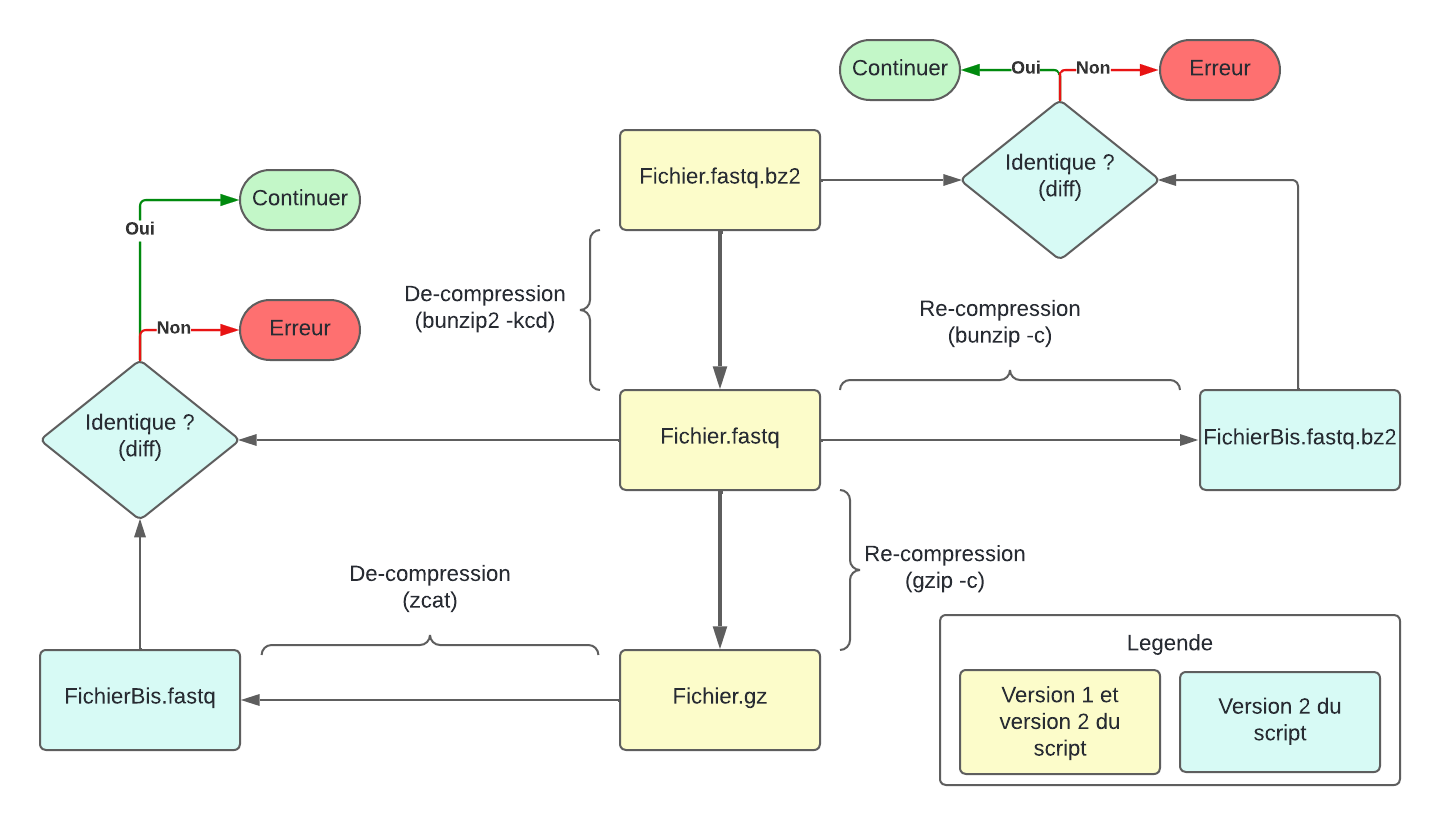 Continuer
Oui
Non
Erreur
Fichier.fastq.bz2
Identique ?
(diff)
Continuer
Oui
Non
Erreur
De-compression
(bunzip2 -kcd)
Re-compression
(bunzip -c)
Identique ?
(diff)
Fichier.fastq
FichierBis.fastq.bz2
De-compression
(zcat)
Re-compression
(gzip -c)
FichierBis.fastq
Fichier.gz
Legende
Version 1 et
version 2 du
script
Version 2 du
script